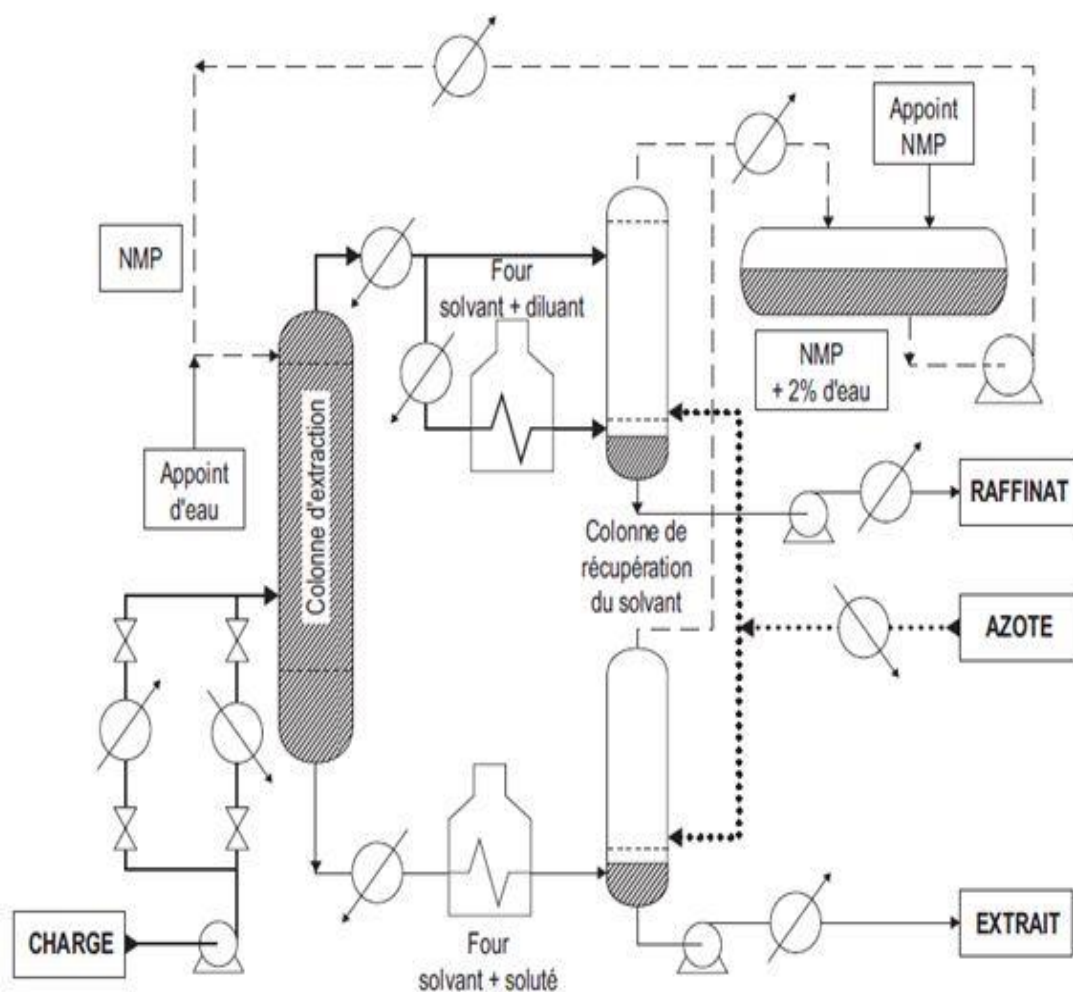 Appoint
NMP
NMP
Four
solvant + diluant
NMP
+ 2% d'eau
Colonne d'extraction
Appoint
d'eau
RAFFINAT
Colonne de
récupération
du solvant
AZOTE
CHARGE
Four
solvant + soluté
EXTRAIT